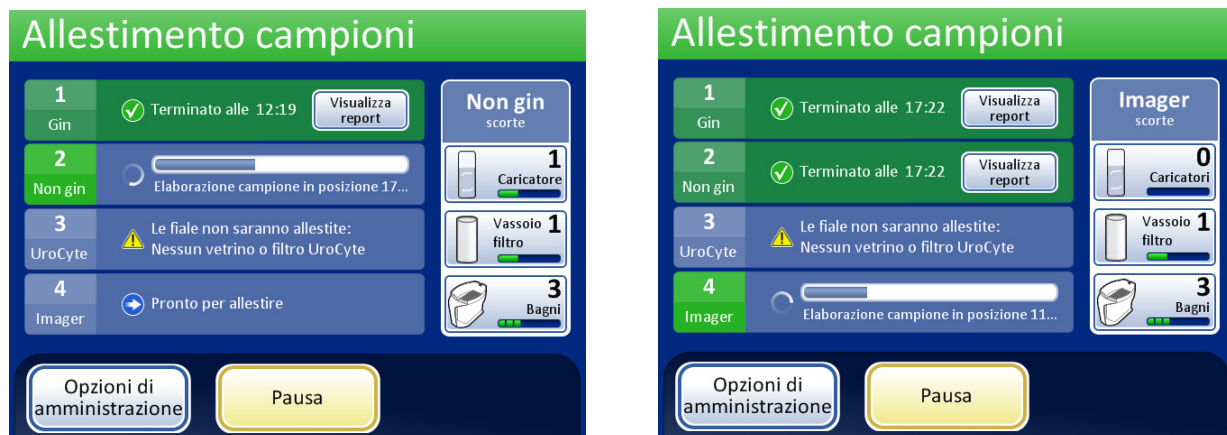 Allestimento campioni
1
Gin
Terminato alle 12:19
Visualizza
report
2
Non gin
Elaborazione campione in posizione 17...
3
UroCyte
Le fiale non saranno allestite:
Nessun vetrino o filtro UroCyte
4
Imager
Pronto per allestire
Non gin
scorte
1
Caricatore
Vassoio 1
filtro
3
Bagni
Opzioni di
amministrazione
Pausa
Allestimento campioni
1
Gin
Terminato alle 17:22
Visualizza
report
2
Non gin
Terminato alle 17:22
Visualizza
report
3
UroCyte
Le fiale non saranno allestite:
Nessun vetrino o filtro UroCyte
4
Imager
Elaborazione campione in posizione 11...
Imager
scorte
0
Caricatori
Vassoio 1
filtro
3
Bagni
Opzioni di
amministrazione
Pausa